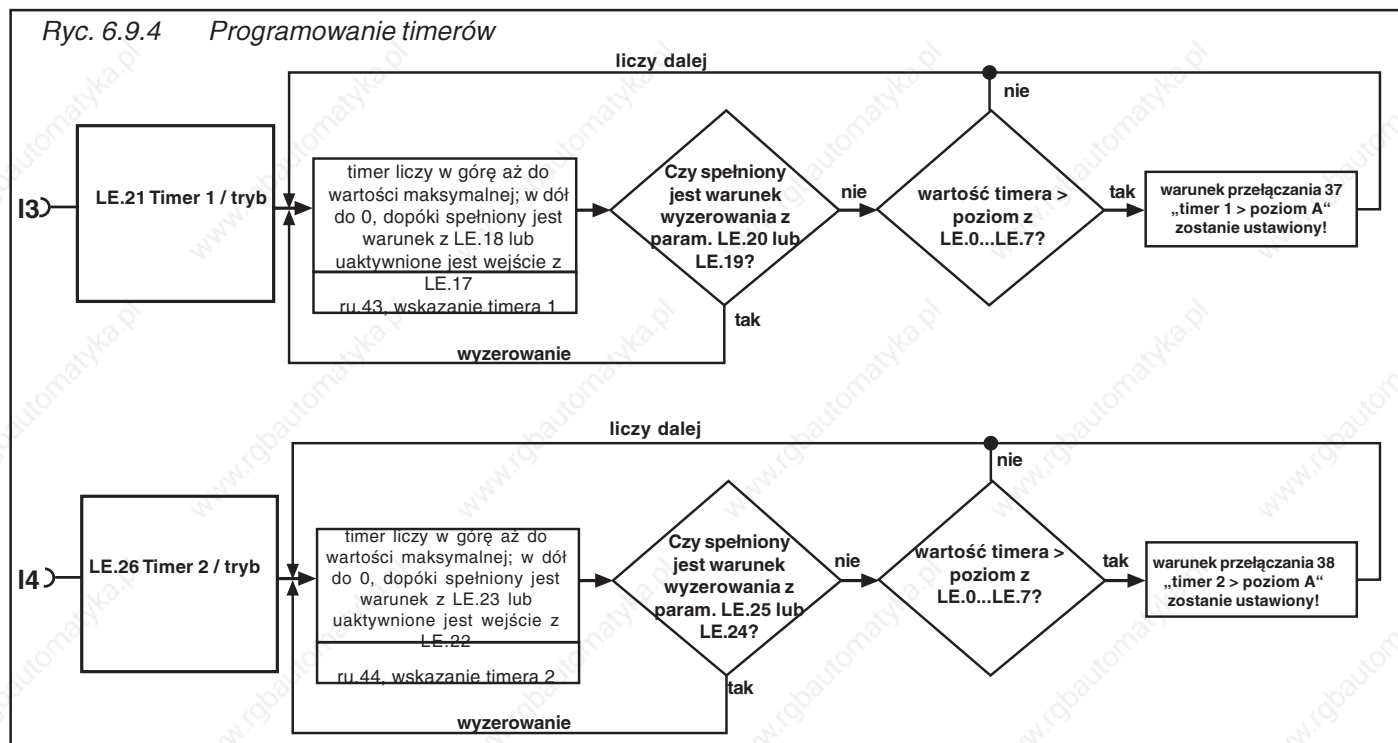 Ryc. 6.9.4 Programowanie timerów
liczy dalej
nie
I3
LE.21 Timer 1 / tryb
timer liczy w górę aż do
wartości maksymalnej; w dół
do 0, dopóki spełniony jest
warunek z LE.18 lub
uaktywnione jest wejście z
LE.17
ru.43, wskazanie timera 1
Czy spełniony
jest warunek
wyzerowania z
param. LE.20 lub
LE.19?
nie
wartość timera >
poziom z
LE.0...LE.7?
tak
warunek przełączania 37
„timer 1 > poziom A“
zostanie ustawiony!
tak
wyzerowanie
liczy dalej
nie
I4
LE.26 Timer 2 / tryb
timer liczy w górę aż do
wartości maksymalnej; w dół
do 0, dopóki spełniony jest
warunek z LE.23 lub
uaktywnione jest wejście z
LE.22
ru.44, wskazanie timera 2
Czy spełniony
jest warunek
wyzerowania z
param. LE.25 lub
LE.24?
nie
wartość timera >
poziom z
LE.0...LE.7?
tak
warunek przełączania 38
„timer 2 > poziom A“
zostanie ustawiony!
tak
wyzerowanie
www.rgbautomatyka.pl